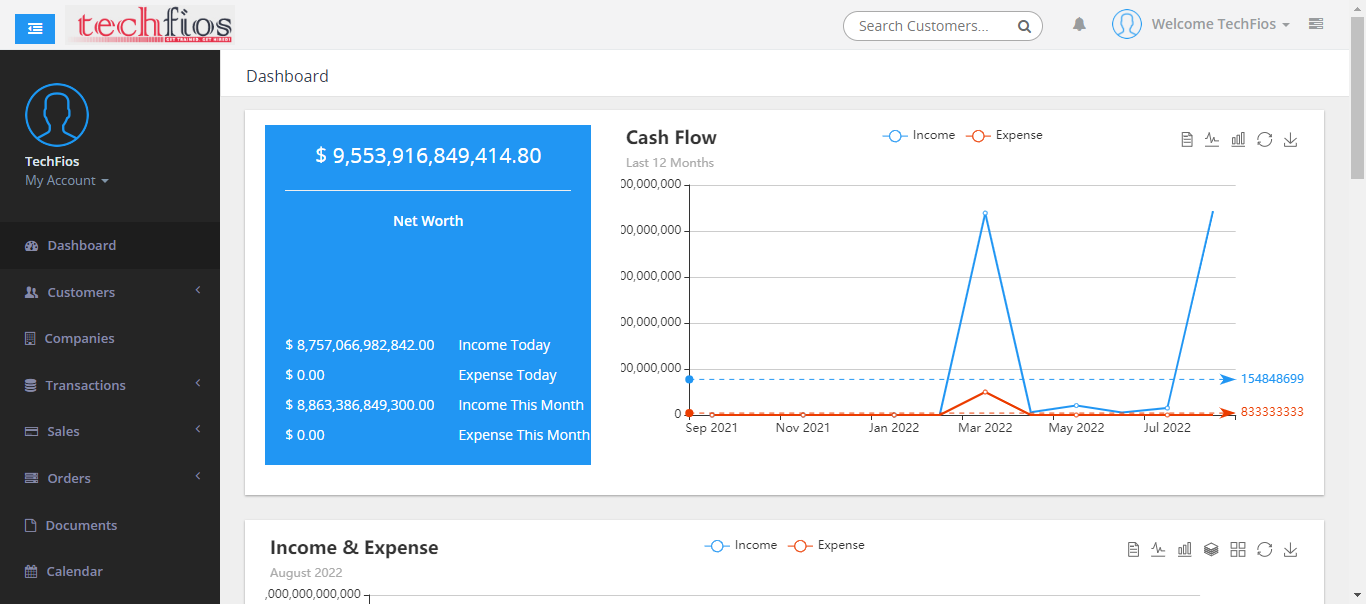 techfios
GET TRAINED. GET HIRED!
Search Customers...
Welcome TechFios
TechFios
My Account
Dashboard
Customers
Companies
Transactions
Sales
Orders
Documents
Calendar
Dashboard
$ 9,553,916,849,414.80
Net Worth
$ 8,757,066,982,842.00 Income Today
$ 0.00 Expense Today
$ 8,863,386,849,300.00 Income This Month
$ 0.00 Expense This Month
Cash Flow
Last 12 Months
Income Expense
00,000,000
00,000,000
00,000,000
00,000,000
00,000,000
0
154848699
833333333
Sep 2021 Nov 2021 Jan 2022 Mar 2022 May 2022 Jul 2022
Income & Expense
August 2022
Income Expense
,000,000,000,000